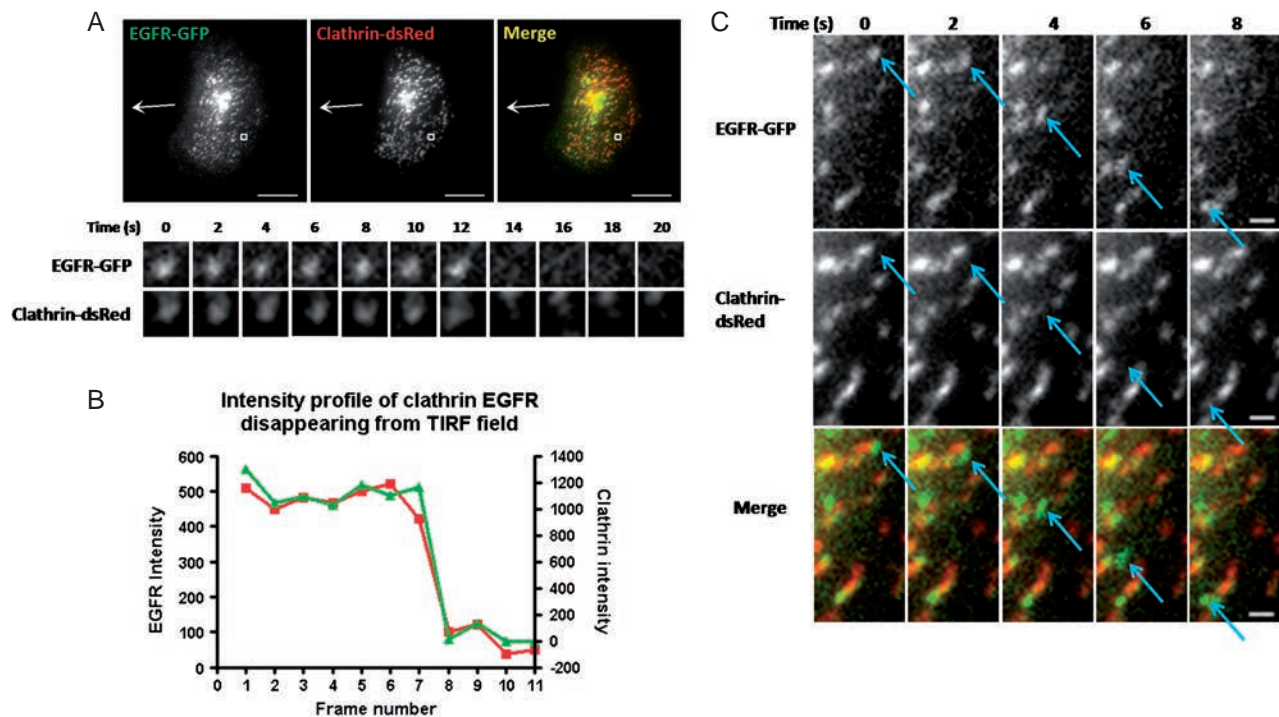 A
EGFR-GFP
Clathrin-dsRed
Merge
Time (s) 0 2 4 6 8 10 12 14 16 18 20
EGFR-GFP
Clathrin-dsRed
B
Intensity profile of clathrin EGFR
disappearing from TIRF field
EGFR Intensity
600
500
400
300
200
100
0
1400
1200
1000
800
600
400
200
0
-200
Clathrin intensity
0 1 2 3 4 5 6 7 8 9 10 11
Frame number
C
Time (s) 0 2 4 6 8
EGFR-GFP
Clathrin-
dsRed
Merge